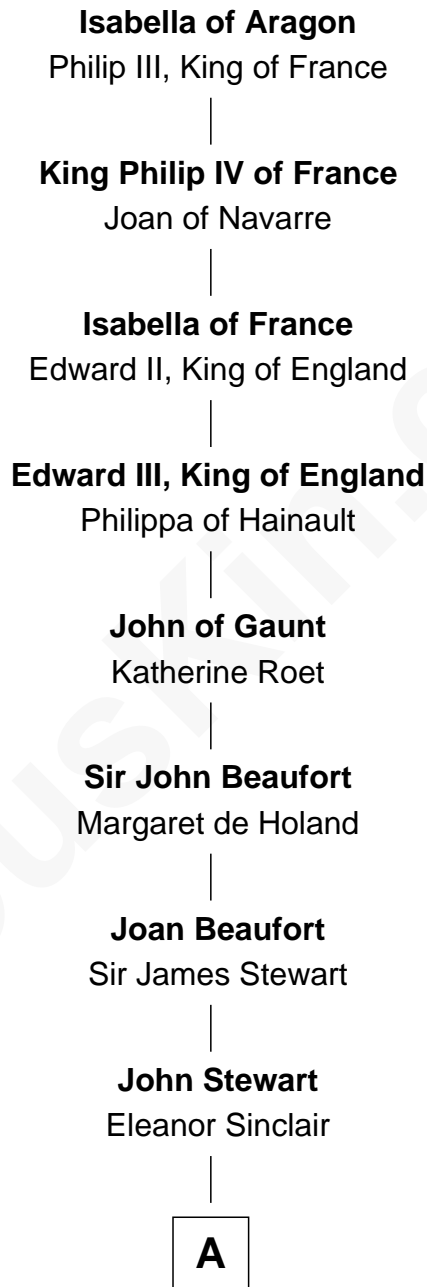 Isabella of Aragon
Philip III, King of France
King Philip IV of France
Joan of Navarre
Isabella of France
Edward II, King of England
Edward III, King of England
Philippa of Hainault
John of Gaunt
Katherine Roet
Sir John Beaufort
Margaret de Holand
Joan Beaufort
Sir James Stewart
John Stewart
Eleanor Sinclair
A